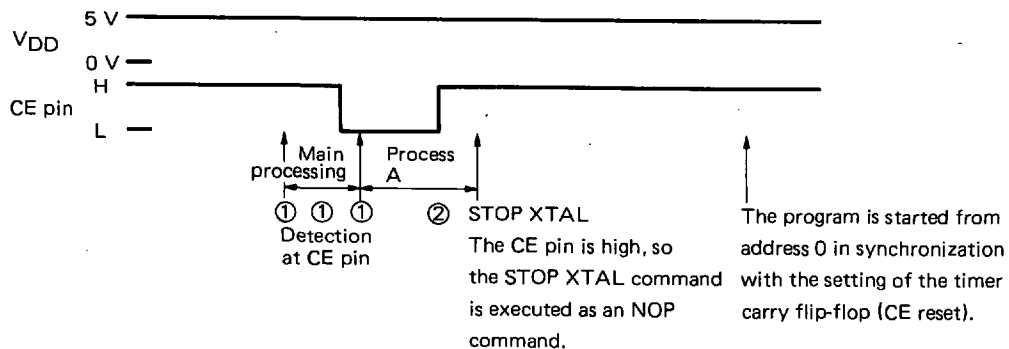 5 V
VDD
0 V
H
CE pin
L
Main processing
Process A
① ① ① ②
Detection at CE pin
STOP XTAL
The CE pin is high, so
the STOP XTAL command
is executed as an NOP
command.
The program is started from
address 0 in synchronization
with the setting of the timer
carry flip-flop (CE reset).